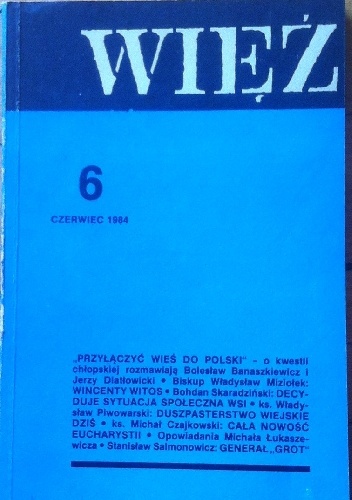 WIĘŹ
6
CZERWIEC 1984
„PRZYŁĄCZYĆ WIEŚ DO POLSKI" - o kwestii
chłopskiej rozmawiają Bolesław Banaszkiewicz i
Jerzy Diatłowicki • Biskup Władysław Miziołek:
WINCENTY WITOS • Bohdan Skaradziński: DECY-
DUJE SYTUACJA SPOŁECZNA WSI • ks. Włady-
sław Piwowarski: DUSZPASTERSTWO WIEJSKIE
DZIŚ • ks. Michał Czajkowski: CAŁA NOWOŚĆ
EUCHARYSTII • Opowiadania Michała Łukasze-
wicza • Stanisław Salmonowicz: GENERAŁ „GROT"